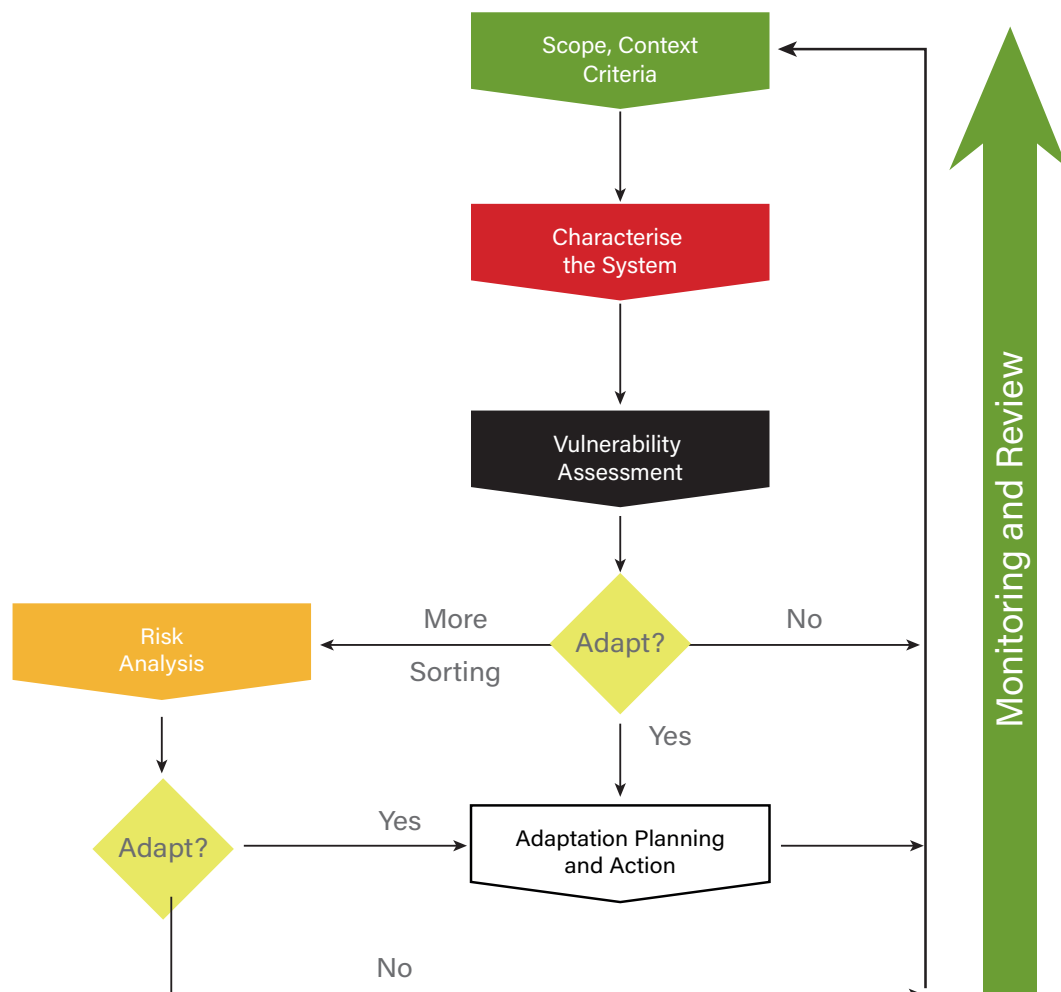 Scope, Context
Criteria
Characterise
the System
Vulnerability
Assessment
More
Sorting
Adapt?
No
Yes
Risk
Analysis
Adapt?
Yes
Adaptation Planning
and Action
No
Monitoring and Review